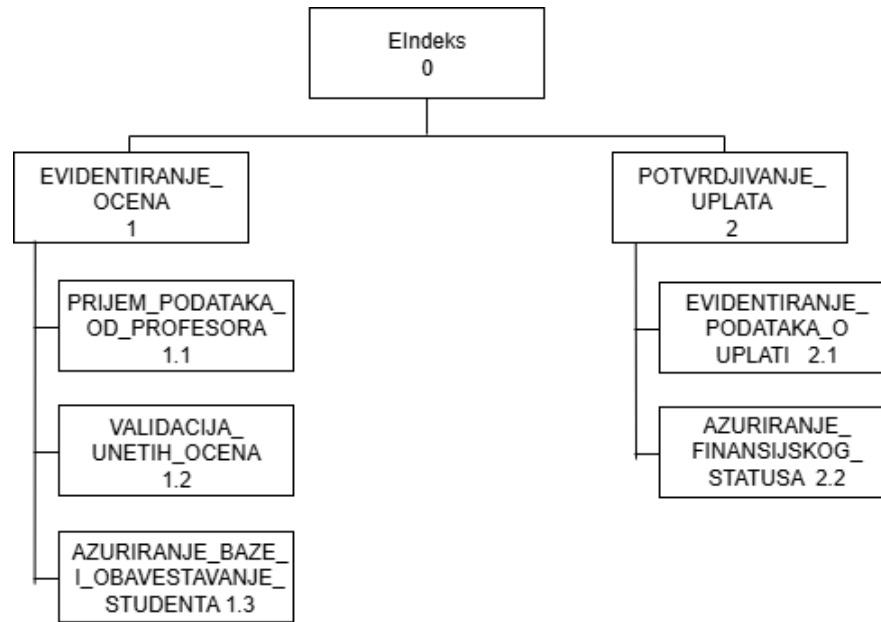 EIndeks
0
EVIDENTIRANJE_
OCENA
1
POTVRDJIVANJE_
UPLATA
2
PRIJEM_PODATAKA_
OD_PROFESORA
1.1
EVIDENTIRANJE_
PODATAKA_O
UPLATI 2.1
VALIDACIJA_
UNETIH_OCENA
1.2
AZURIRANJE_
FINANSIJSKOG_
STATUSA 2.2
AZURIRANJE_BAZE_
I_OBAVESTAVANJE_
STUDENTA 1.3